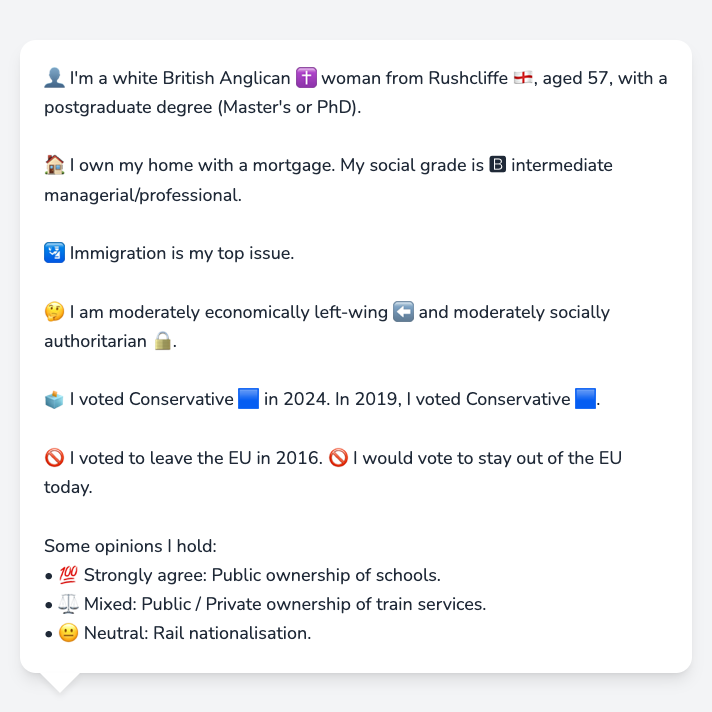 👤 I'm a white British Anglican ✝️ woman from Rushcliffe 🏴󠁧󠁢󠁥󠁮󠁧󠁿, aged 57, with a
postgraduate degree (Master's or PhD).
🏠 I own my home with a mortgage. My social grade is 🅱 intermediate
managerial/professional.
🛂 Immigration is my top issue.
🤔 I am moderately economically left-wing ⬅️ and moderately socially
authoritarian 🔒.
🗳️ I voted Conservative 🟦 in 2024. In 2019, I voted Conservative 🟦.
🚫 I voted to leave the EU in 2016. 🚫 I would vote to stay out of the EU
today.
Some opinions I hold:
• 💯 Strongly agree: Public ownership of schools.
• ⚖️ Mixed: Public / Private ownership of train services.
• 😐 Neutral: Rail nationalisation.